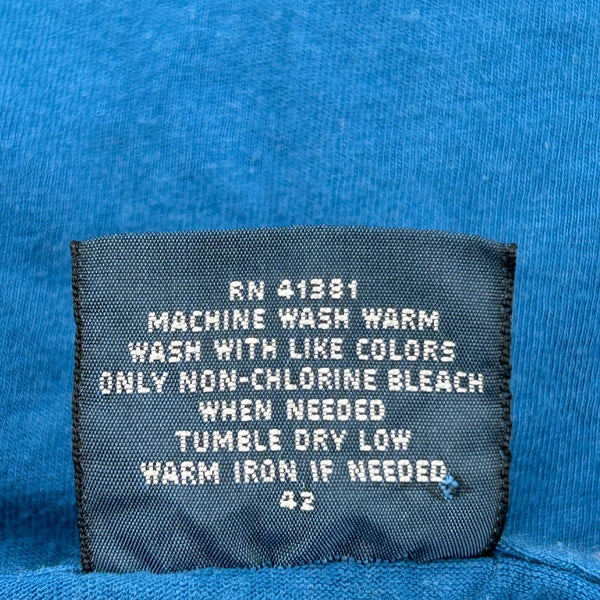 RN 41381
MACHINE WASH WARM
WASH WITH LIKE COLORS
ONLY NON-CHLORINE BLEACH
WHEN NEEDED
TUMBLE DRY LOW
WARM IRON IF NEEDED
42